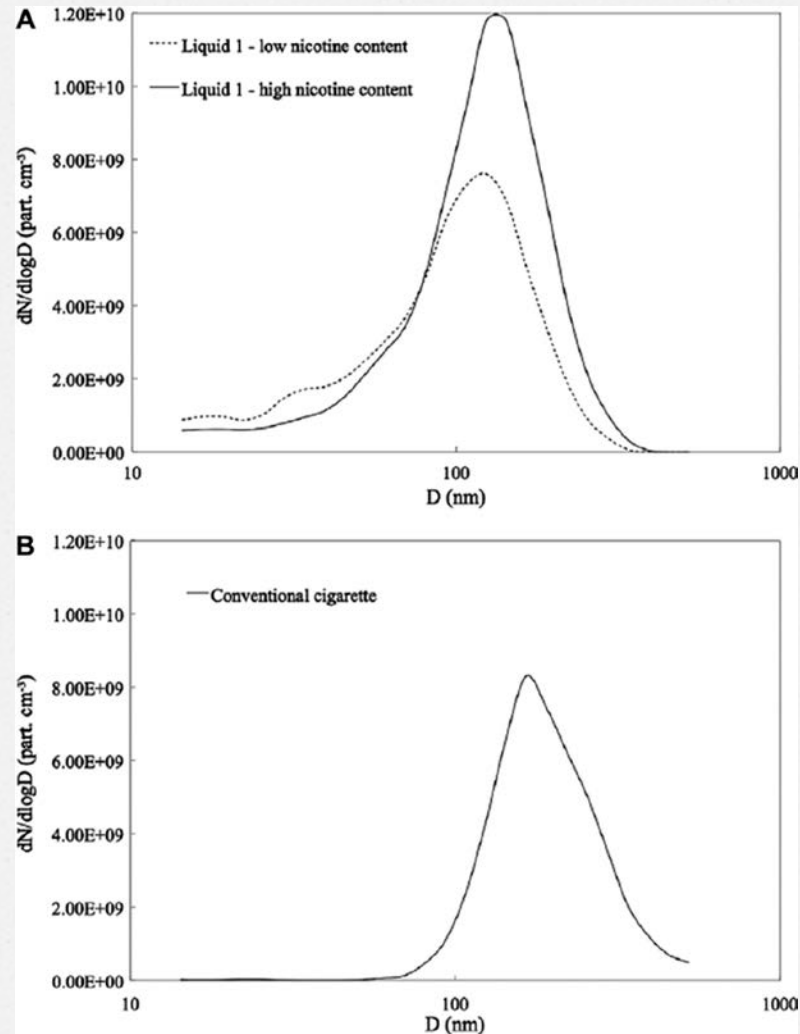 A
1.20E+10
Liquid 1 - low nicotine content
1.00E+10
Liquid 1 - high nicotine content
8.00E+09
6.00E+09
4.00E+09
2.00E+09
0.00E+00
dN/dlogD (part. cm⁻³)
10 100 1000
D (nm)
B
1.20E+10
Conventional cigarette
1.00E+10
8.00E+09
6.00E+09
4.00E+09
2.00E+09
0.00E+00
dN/dlogD (part. cm⁻³)
10 100 1000
D (nm)